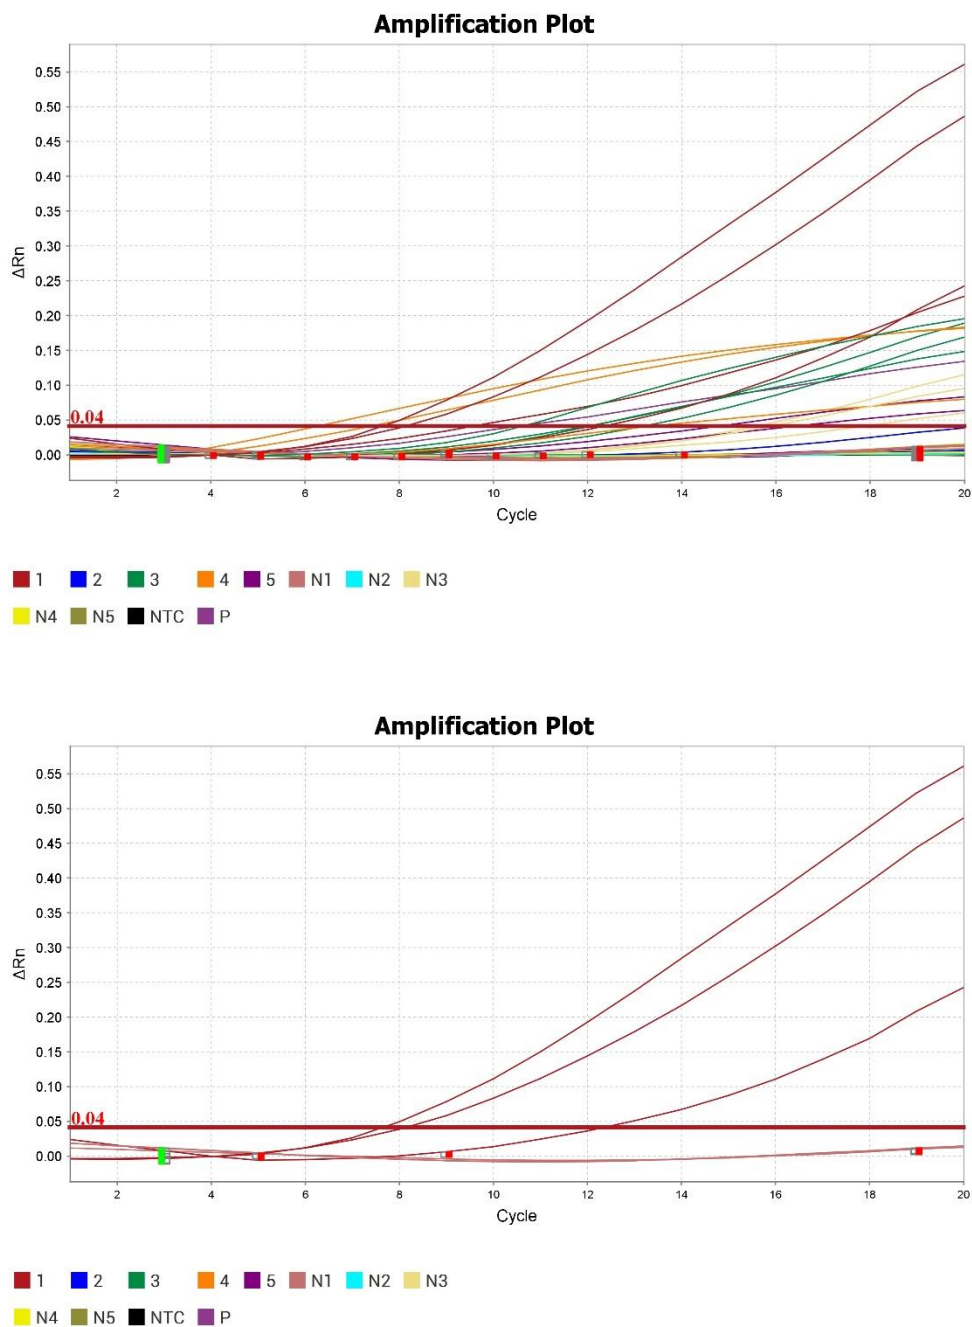 Amplification Plot
0.55
0.50
0.45
0.40
0.35
0.30
0.25
0.20
0.15
0.10
0.05
0.04
0.00
ΔRn
2 4 6 8 10 12 14 16 18 20
Cycle
1 2 3 4 5 N1 N2 N3
N4 N5 NTC P
Amplification Plot
0.55
0.50
0.45
0.40
0.35
0.30
0.25
0.20
0.15
0.10
0.05
0.04
0.00
ΔRn
2 4 6 8 10 12 14 16 18 20
Cycle
1 2 3 4 5 N1 N2 N3
N4 N5 NTC P